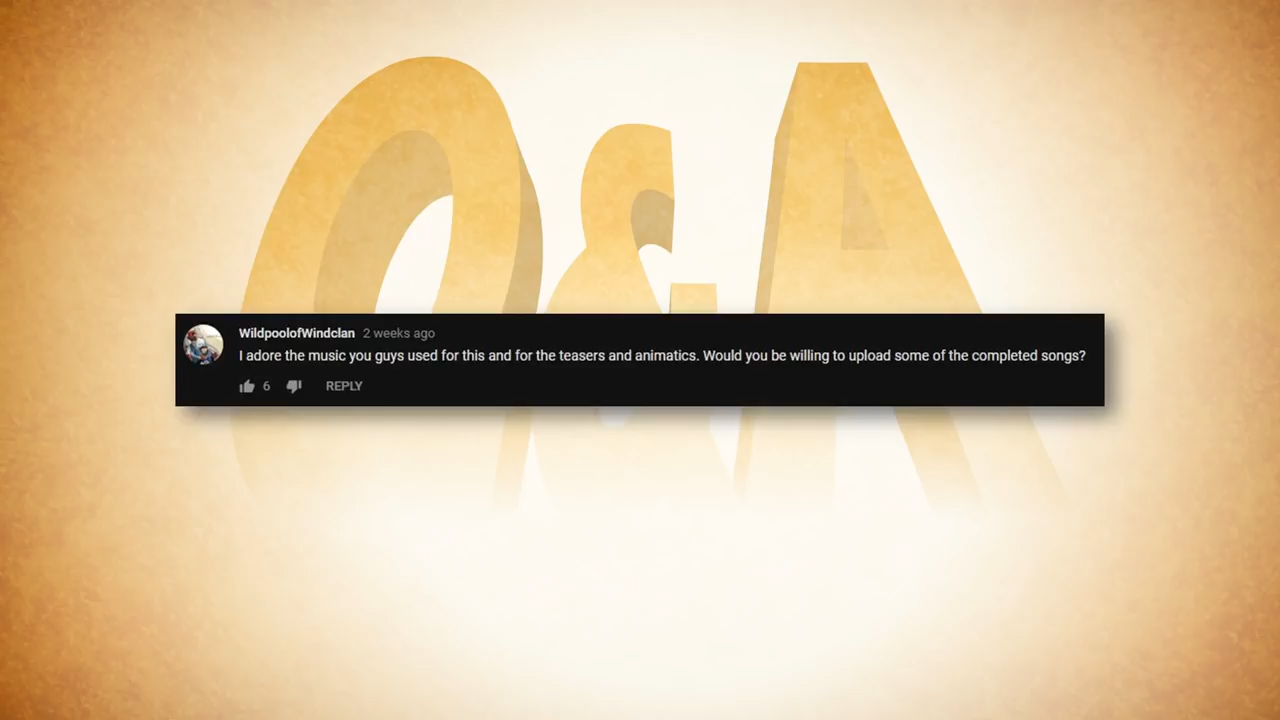 Q&A
WildpoolofWindclan 2 weeks ago
I adore the music you guys used for this and for the teasers and animatics. Would you be willing to upload some of the completed songs?
6 REPLY